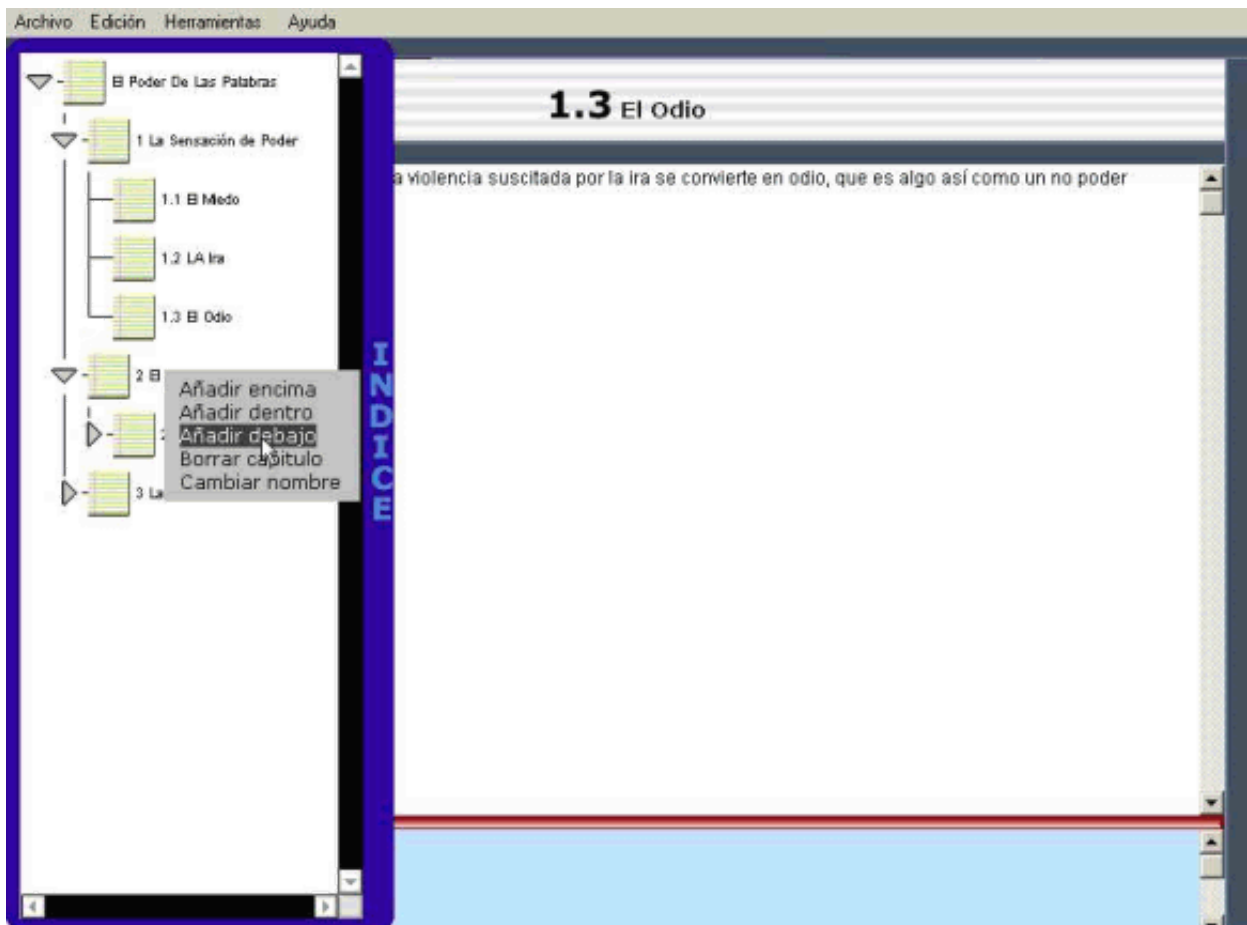 Archivo Edición Herramientas Ayuda
El Poder De Las Palabras
1 La Sensación de Poder
1.1 El Miedo
1.2 LA Ira
1.3 El Odio
2 El
2
3 La
Añadir encima
Añadir dentro
Añadir debajo
Borrar capitulo
Cambiar nombre
INDICE
1.3 El Odio
a violencia suscitada por la ira se convierte en odio, que es algo así como un no poder